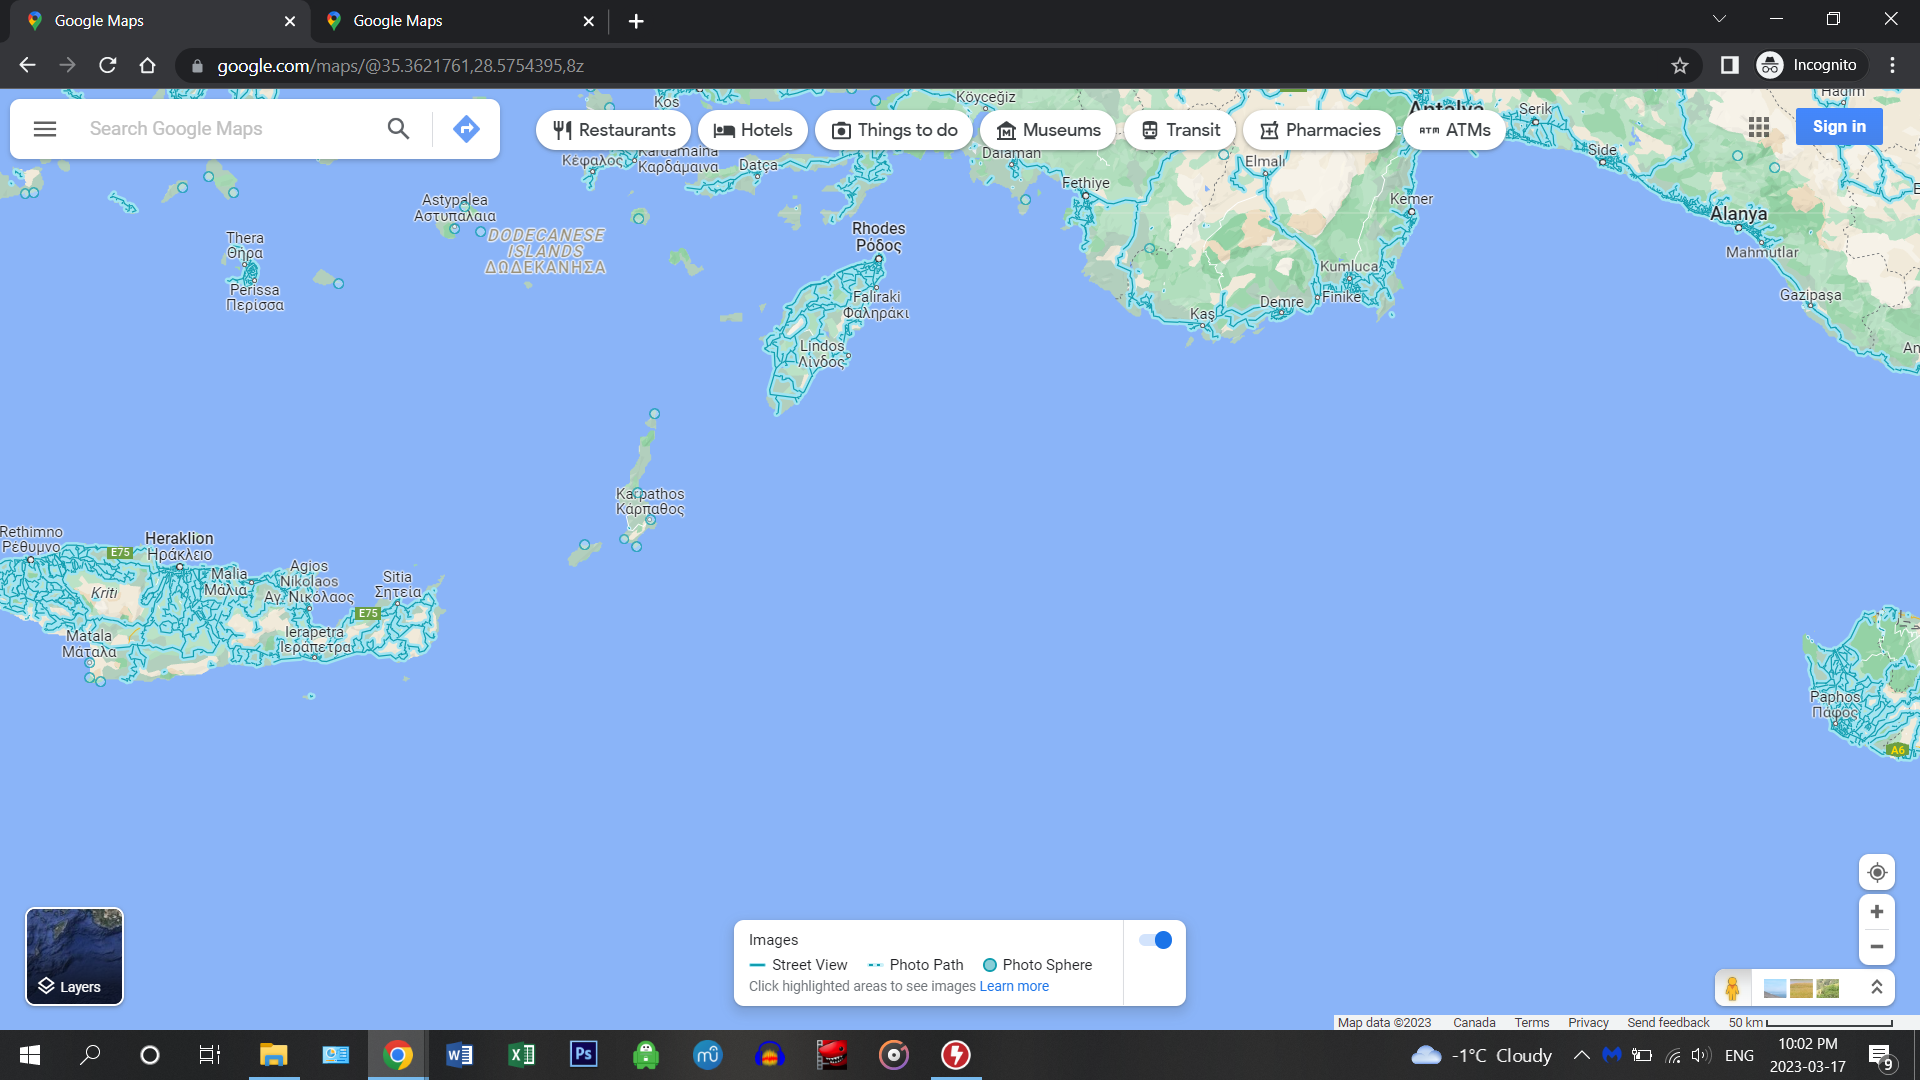 Google Maps
Google Maps
google.com/maps/@35.3621761,28.5754395,8z
Incognito
Search Google Maps
Restaurants
Hotels
Things to do
Museums
Transit
Pharmacies
ATM
ATMs
Sign in
Kos
Köyceğiz
Antalya
Serik
Hadim
Κέφαλος
Kardamaina
Καρδάμαινα
Datça
Dalaman
Elmalı
Side
Fethiye
Kemer
Alanya
Mahmutlar
Astypalea
Αστυπάλαια
DODECANESE
ISLANDS
ΔΩΔΕΚΑΝΗΣΑ
Rhodes
Ρόδος
Thera
Θήρα
Perissa
Περίσσα
Kumluca
Faliraki
Φαληράκι
Demre
Finike
Kaş
Gazipaşa
An
Lindos
Λίνδος
Karpathos
Κάρπαθος
Rethimno
Ρέθυμνο
E75
Heraklion
Ηράκλειο
Malia
Μάλια
Agios
Nikolaos
Αγ. Νικόλαος
Sitia
Σητεία
Kriti
E75
Ierapetra
Ιεράπετρα
Matala
Μάταλα
Paphos
Πάφος
A6
Layers
Images
Street View
Photo Path
Photo Sphere
Click highlighted areas to see images Learn more
Map data ©2023
Canada
Terms
Privacy
Send feedback
50 km
-1°C Cloudy
ENG
10:02 PM
2023-03-17
9